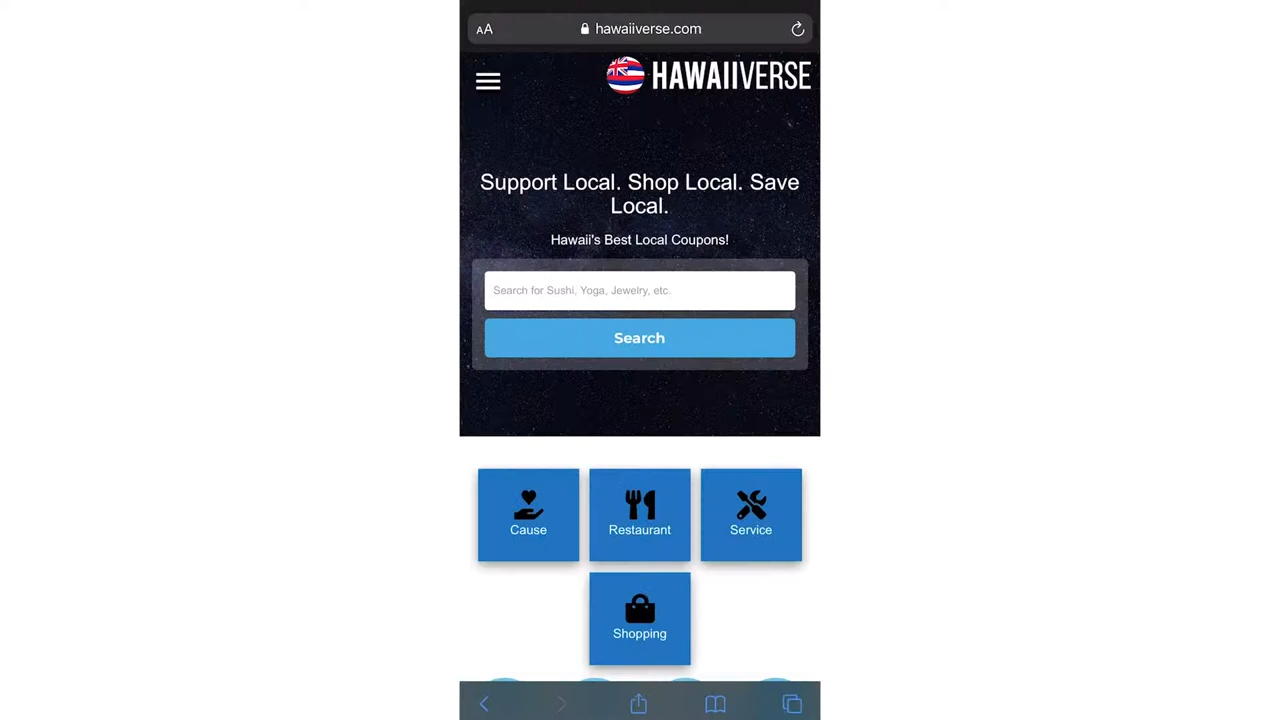 AA
hawaiiverse.com
HAWAIIVERSE
Support Local. Shop Local. Save
Local.
Hawaii's Best Local Coupons!
Search for Sushi, Yoga, Jewelry, etc.
Search
Cause
Restaurant
Service
Shopping